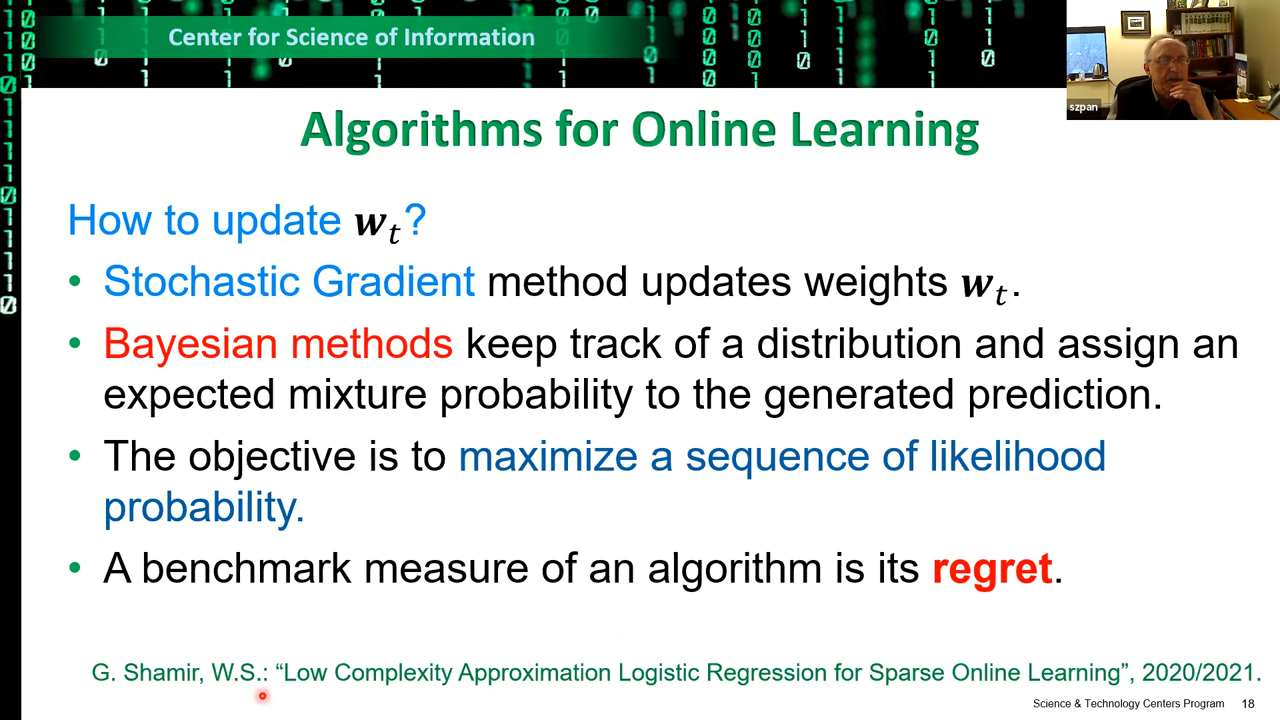 Center for Science of Information
szpan
Algorithms for Online Learning
How to update 𝒘𝑡?
• Stochastic Gradient method updates weights 𝒘𝑡.
• Bayesian methods keep track of a distribution and assign an
expected mixture probability to the generated prediction.
• The objective is to maximize a sequence of likelihood
probability.
• A benchmark measure of an algorithm is its regret.
G. Shamir, W.S.: “Low Complexity Approximation Logistic Regression for Sparse Online Learning”, 2020/2021.
Science & Technology Centers Program 18